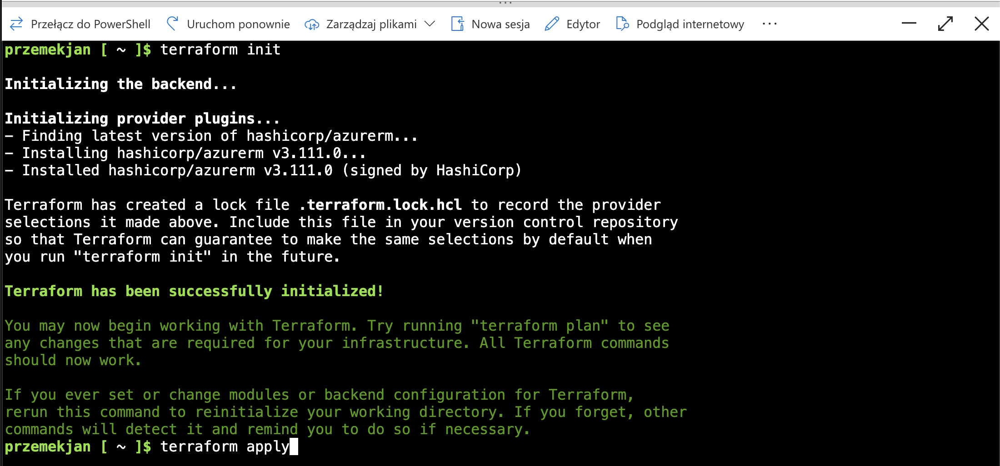 Przełącz do PowerShell Uruchom ponownie Zarządzaj plikami Nowa sesja Edytor Podgląd internetowy ...
przemekjan [ ~ ]$ terraform init
Initializing the backend...
Initializing provider plugins...
- Finding latest version of hashicorp/azurerm...
- Installing hashicorp/azurerm v3.111.0...
- Installed hashicorp/azurerm v3.111.0 (signed by HashiCorp)
Terraform has created a lock file .terraform.lock.hcl to record the provider
selections it made above. Include this file in your version control repository
so that Terraform can guarantee to make the same selections by default when
you run "terraform init" in the future.
Terraform has been successfully initialized!
You may now begin working with Terraform. Try running "terraform plan" to see
any changes that are required for your infrastructure. All Terraform commands
should now work.
If you ever set or change modules or backend configuration for Terraform,
rerun this command to reinitialize your working directory. If you forget, other
commands will detect it and remind you to do so if necessary.
przemekjan [ ~ ]$ terraform apply